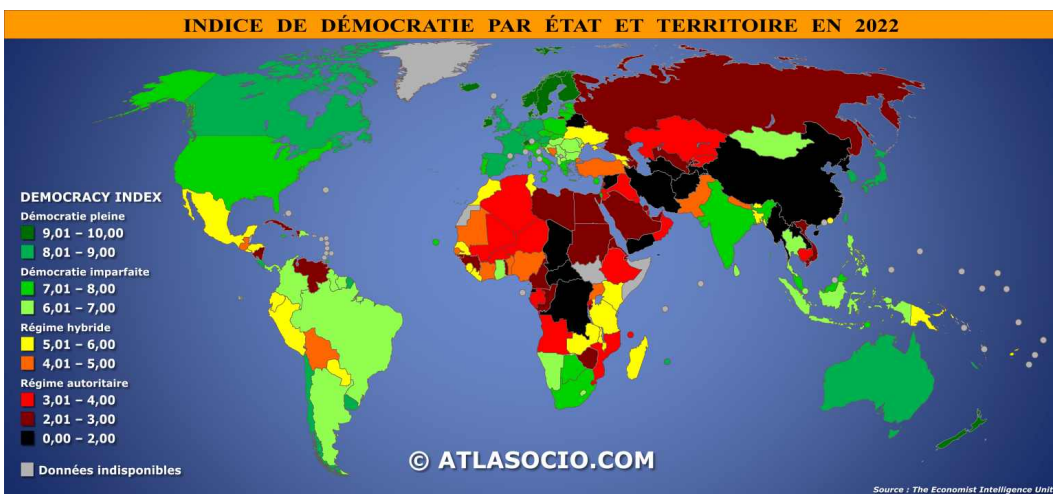 INDICE DE DÉMOCRATIE PAR ÉTAT ET TERRITOIRE EN 2022
DEMOCRACY INDEX
Démocratie pleine
9,01 – 10,00
8,01 – 9,00
Démocratie imparfaite
7,01 – 8,00
6,01 – 7,00
Régime hybride
5,01 – 6,00
4,01 – 5,00
Régime autoritaire
3,01 – 4,00
2,01 – 3,00
0,00 – 2,00
Données indisponibles
© ATLASOCIO.COM
Source : The Economist Intelligence Unit